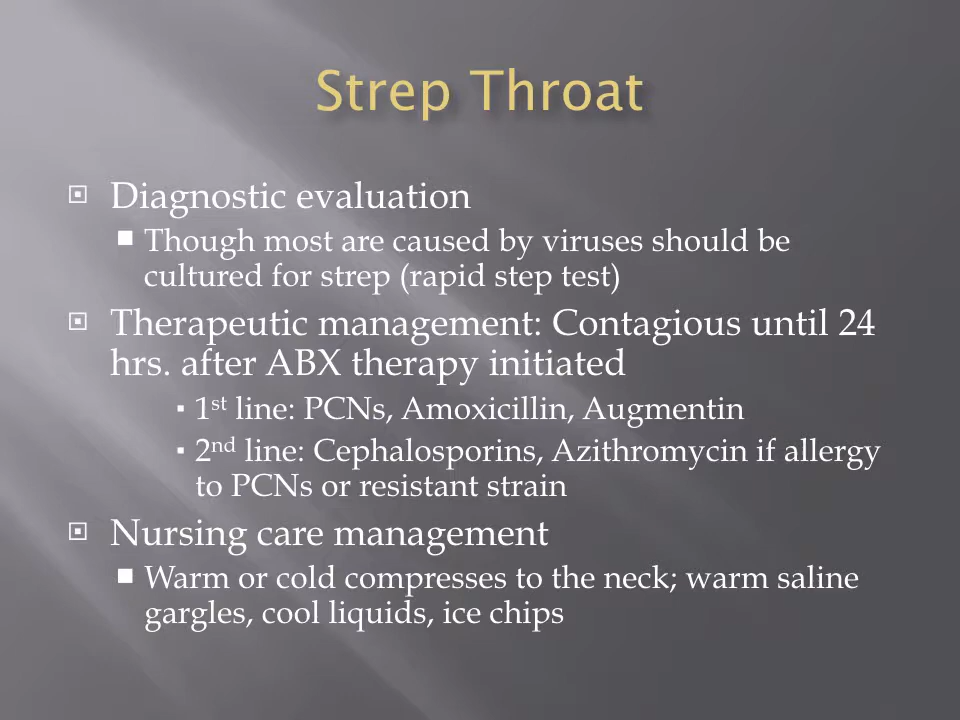 Strep Throat
Diagnostic evaluation
Though most are caused by viruses should be
cultured for strep (rapid step test)
Therapeutic management: Contagious until 24
hrs. after ABX therapy initiated
1st line: PCNs, Amoxicillin, Augmentin
2nd line: Cephalosporins, Azithromycin if allergy
to PCNs or resistant strain
Nursing care management
Warm or cold compresses to the neck; warm saline
gargles, cool liquids, ice chips